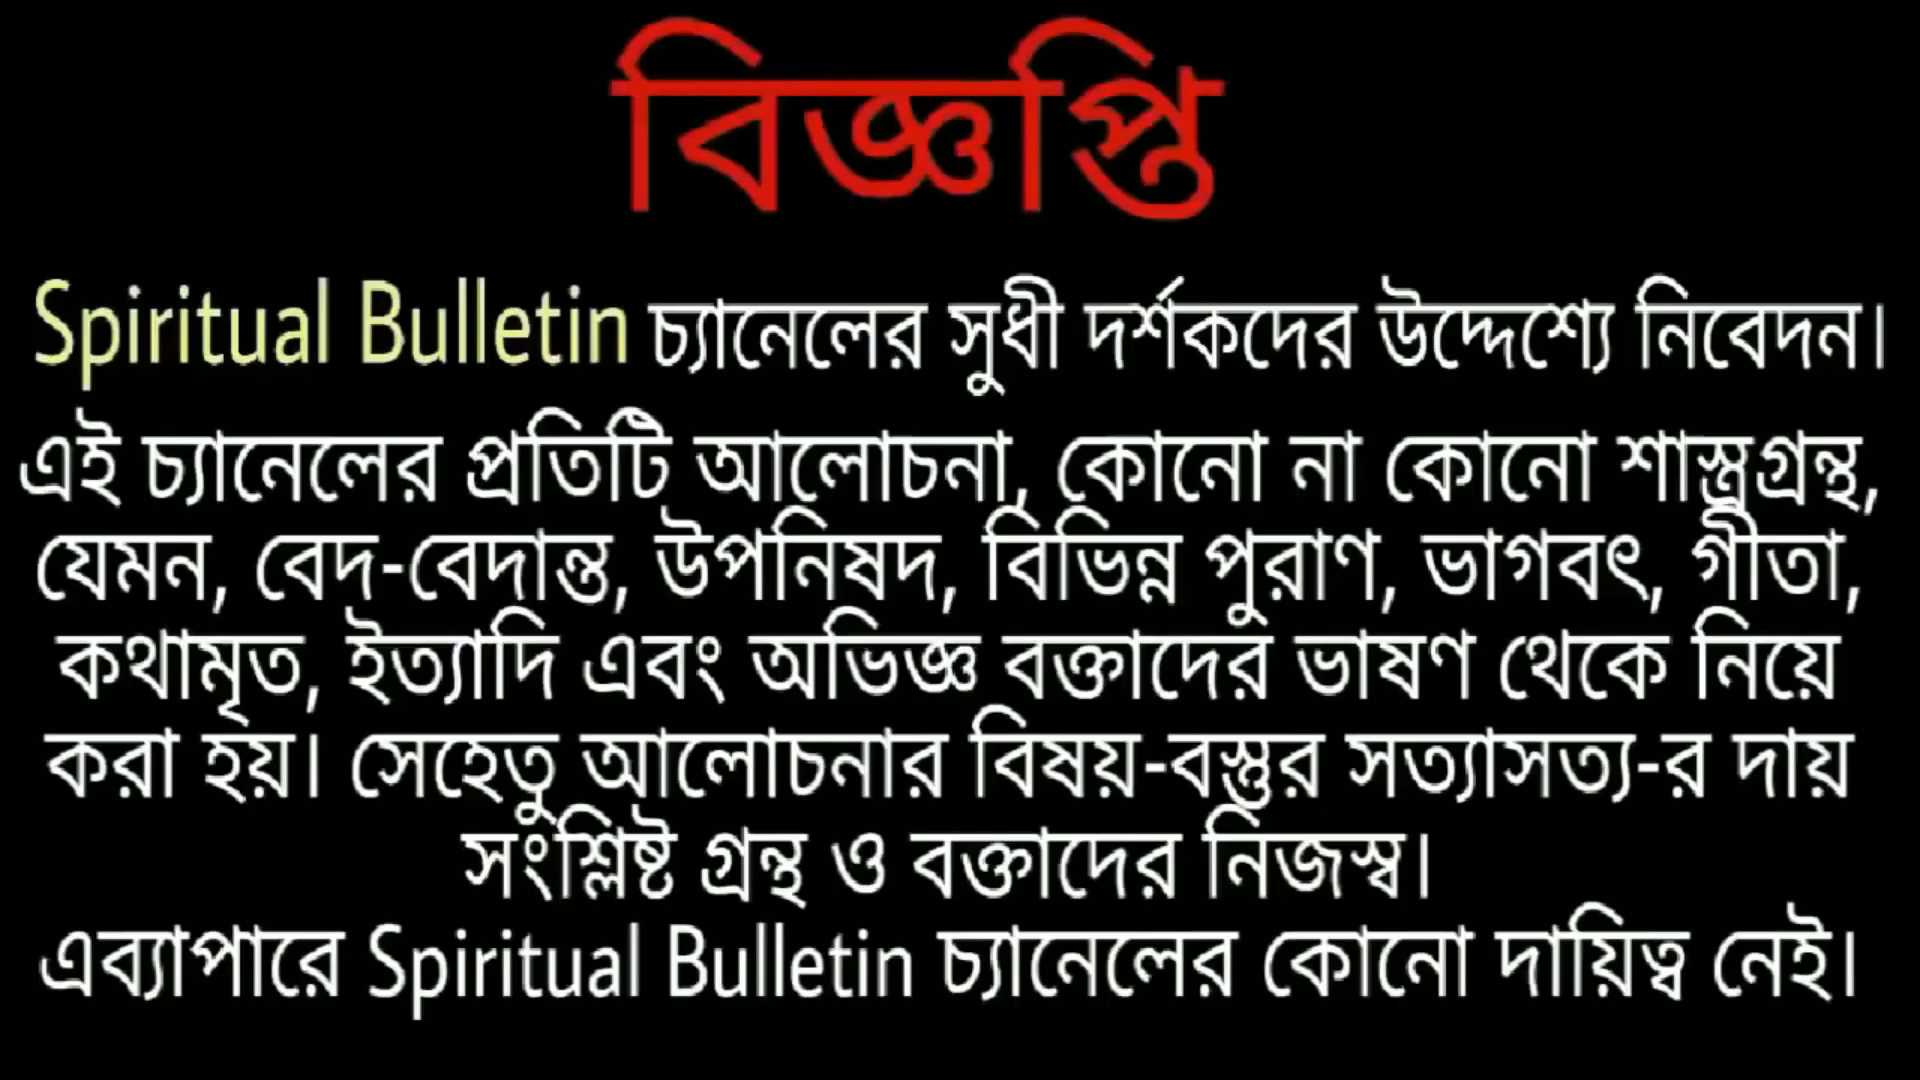 বিজ্ঞপ্তি
Spiritual Bulletin চ্যানেলের সুধী দর্শকদের উদ্দেশ্যে নিবেদন।
এই চ্যানেলের প্রতিটি আলোচনা, কোনো না কোনো শাস্ত্রগ্রন্থ,
যেমন, বেদ-বেদান্ত, উপনিষদ, বিভিন্ন পুরাণ, ভাগবৎ, গীতা,
কথামৃত, ইত্যাদি এবং অভিজ্ঞ বক্তাদের ভাষণ থেকে নিয়ে
করা হয়। সেহেতু আলোচনার বিষয়-বস্তুর সত্যাসত্য-র দায়
সংশ্লিষ্ট গ্রন্থ ও বক্তাদের নিজস্ব।
এব্যাপারে Spiritual Bulletin চ্যানেলের কোনো দায়িত্ব নেই।